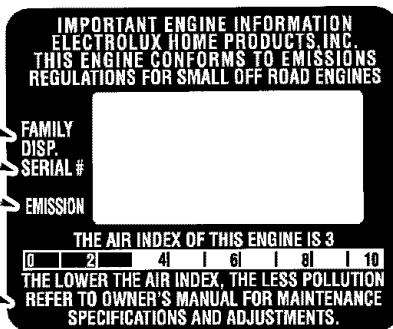 IMPORTANT ENGINE INFORMATION
ELECTROLUX HOME PRODUCTS, INC.
THIS ENGINE CONFORMS TO EMISSIONS
REGULATIONS FOR SMALL OFF ROAD ENGINES
FAMILY
DISP.
SERIAL #
EMISSION
THE AIR INDEX OF THIS ENGINE IS 3
0 2 4 6 8 10
THE LOWER THE AIR INDEX, THE LESS POLLUTION
REFER TO OWNER'S MANUAL FOR MAINTENANCE
SPECIFICATIONS AND ADJUSTMENTS.